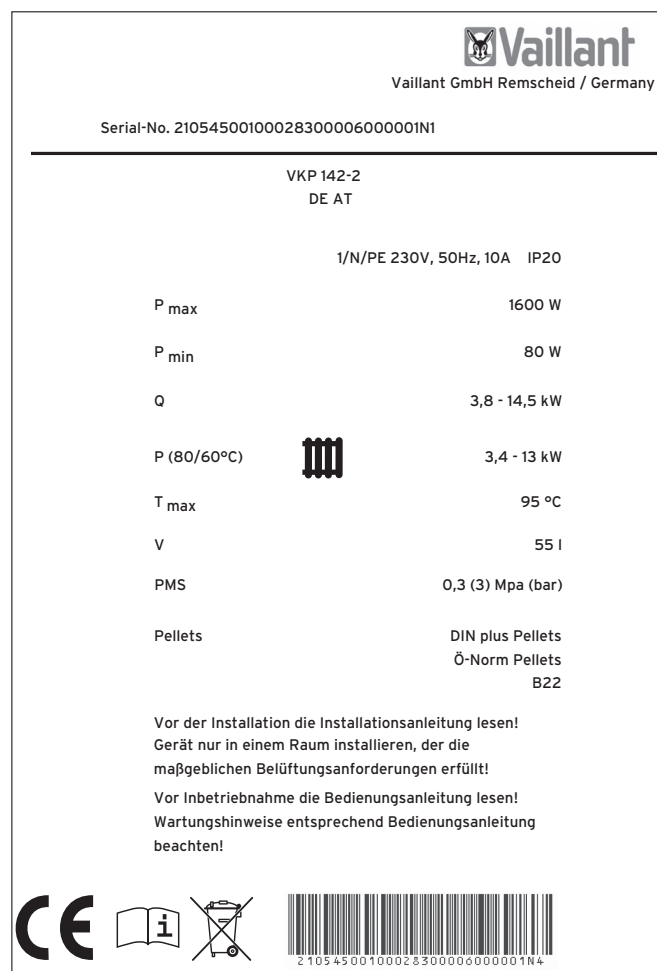 Vaillant
Vaillant GmbH Remscheid / Germany
Serial-No. 21054500100028300006000001N1
VKP 142-2
DE AT
1/N/PE 230V, 50Hz, 10A IP20
P max 1600 W
P min 80 W
Q 3,8 - 14,5 kW
P (80/60°C) 3,4 - 13 kW
T max 95 °C
V 55 l
PMS 0,3 (3) Mpa (bar)
Pellets DIN plus Pellets
Ö-Norm Pellets
B22
Vor der Installation die Installationsanleitung lesen!
Gerät nur in einem Raum installieren, der die
maßgeblichen Belüftungsanforderungen erfüllt!
Vor Inbetriebnahme die Bedienungsanleitung lesen!
Wartungshinweise entsprechend Bedienungsanleitung
beachten!
CE i
21054500100028300006000001N4